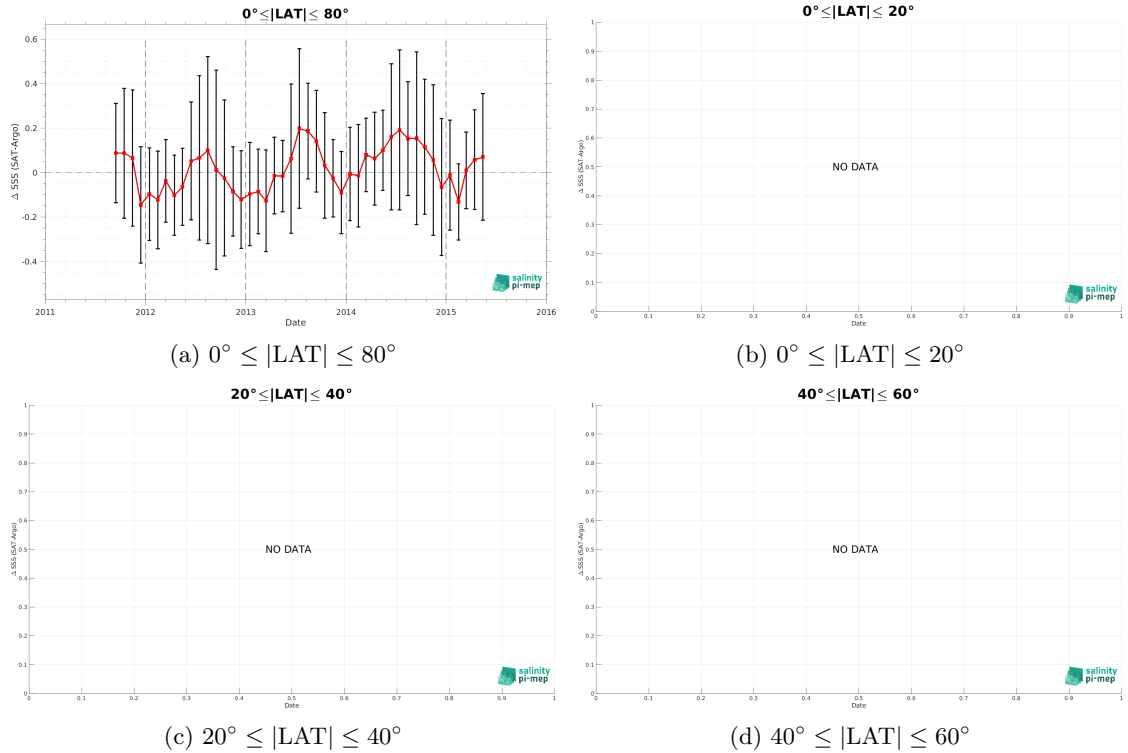 0°≤|LAT|≤ 80°
Δ SSS (SAT-Argo)
0.6
0.4
0.2
0
-0.2
-0.4
2011
2012
2013
2014
2015
2016
Date
salinity
pi-mep
(a) 0° ≤ |LAT| ≤ 80°
0°≤|LAT|≤ 20°
Δ SSS (SAT-Argo)
1
0.9
0.8
0.7
0.6
0.5
0.4
0.3
0.2
0.1
0
NO DATA
0
0.1
0.2
0.3
0.4
0.5
0.6
0.7
0.8
0.9
1
Date
salinity
pi-mep
(b) 0° ≤ |LAT| ≤ 20°
20°≤|LAT|≤ 40°
Δ SSS (SAT-Argo)
1
0.9
0.8
0.7
0.6
0.5
0.4
0.3
0.2
0.1
0
NO DATA
0
0.1
0.2
0.3
0.4
0.5
0.6
0.7
0.8
0.9
1
Date
salinity
pi-mep
(c) 20° ≤ |LAT| ≤ 40°
40°≤|LAT|≤ 60°
Δ SSS (SAT-Argo)
1
0.9
0.8
0.7
0.6
0.5
0.4
0.3
0.2
0.1
0
NO DATA
0
0.1
0.2
0.3
0.4
0.5
0.6
0.7
0.8
0.9
1
Date
salinity
pi-mep
(d) 40° ≤ |LAT| ≤ 60°